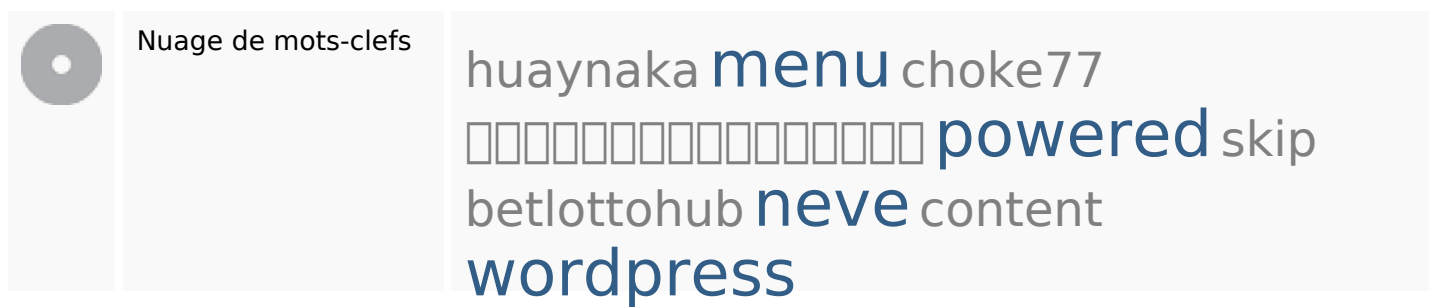 Nuage de mots-clefs
huaynaka menu choke77
powered skip
betlottohub neve content
wordpress